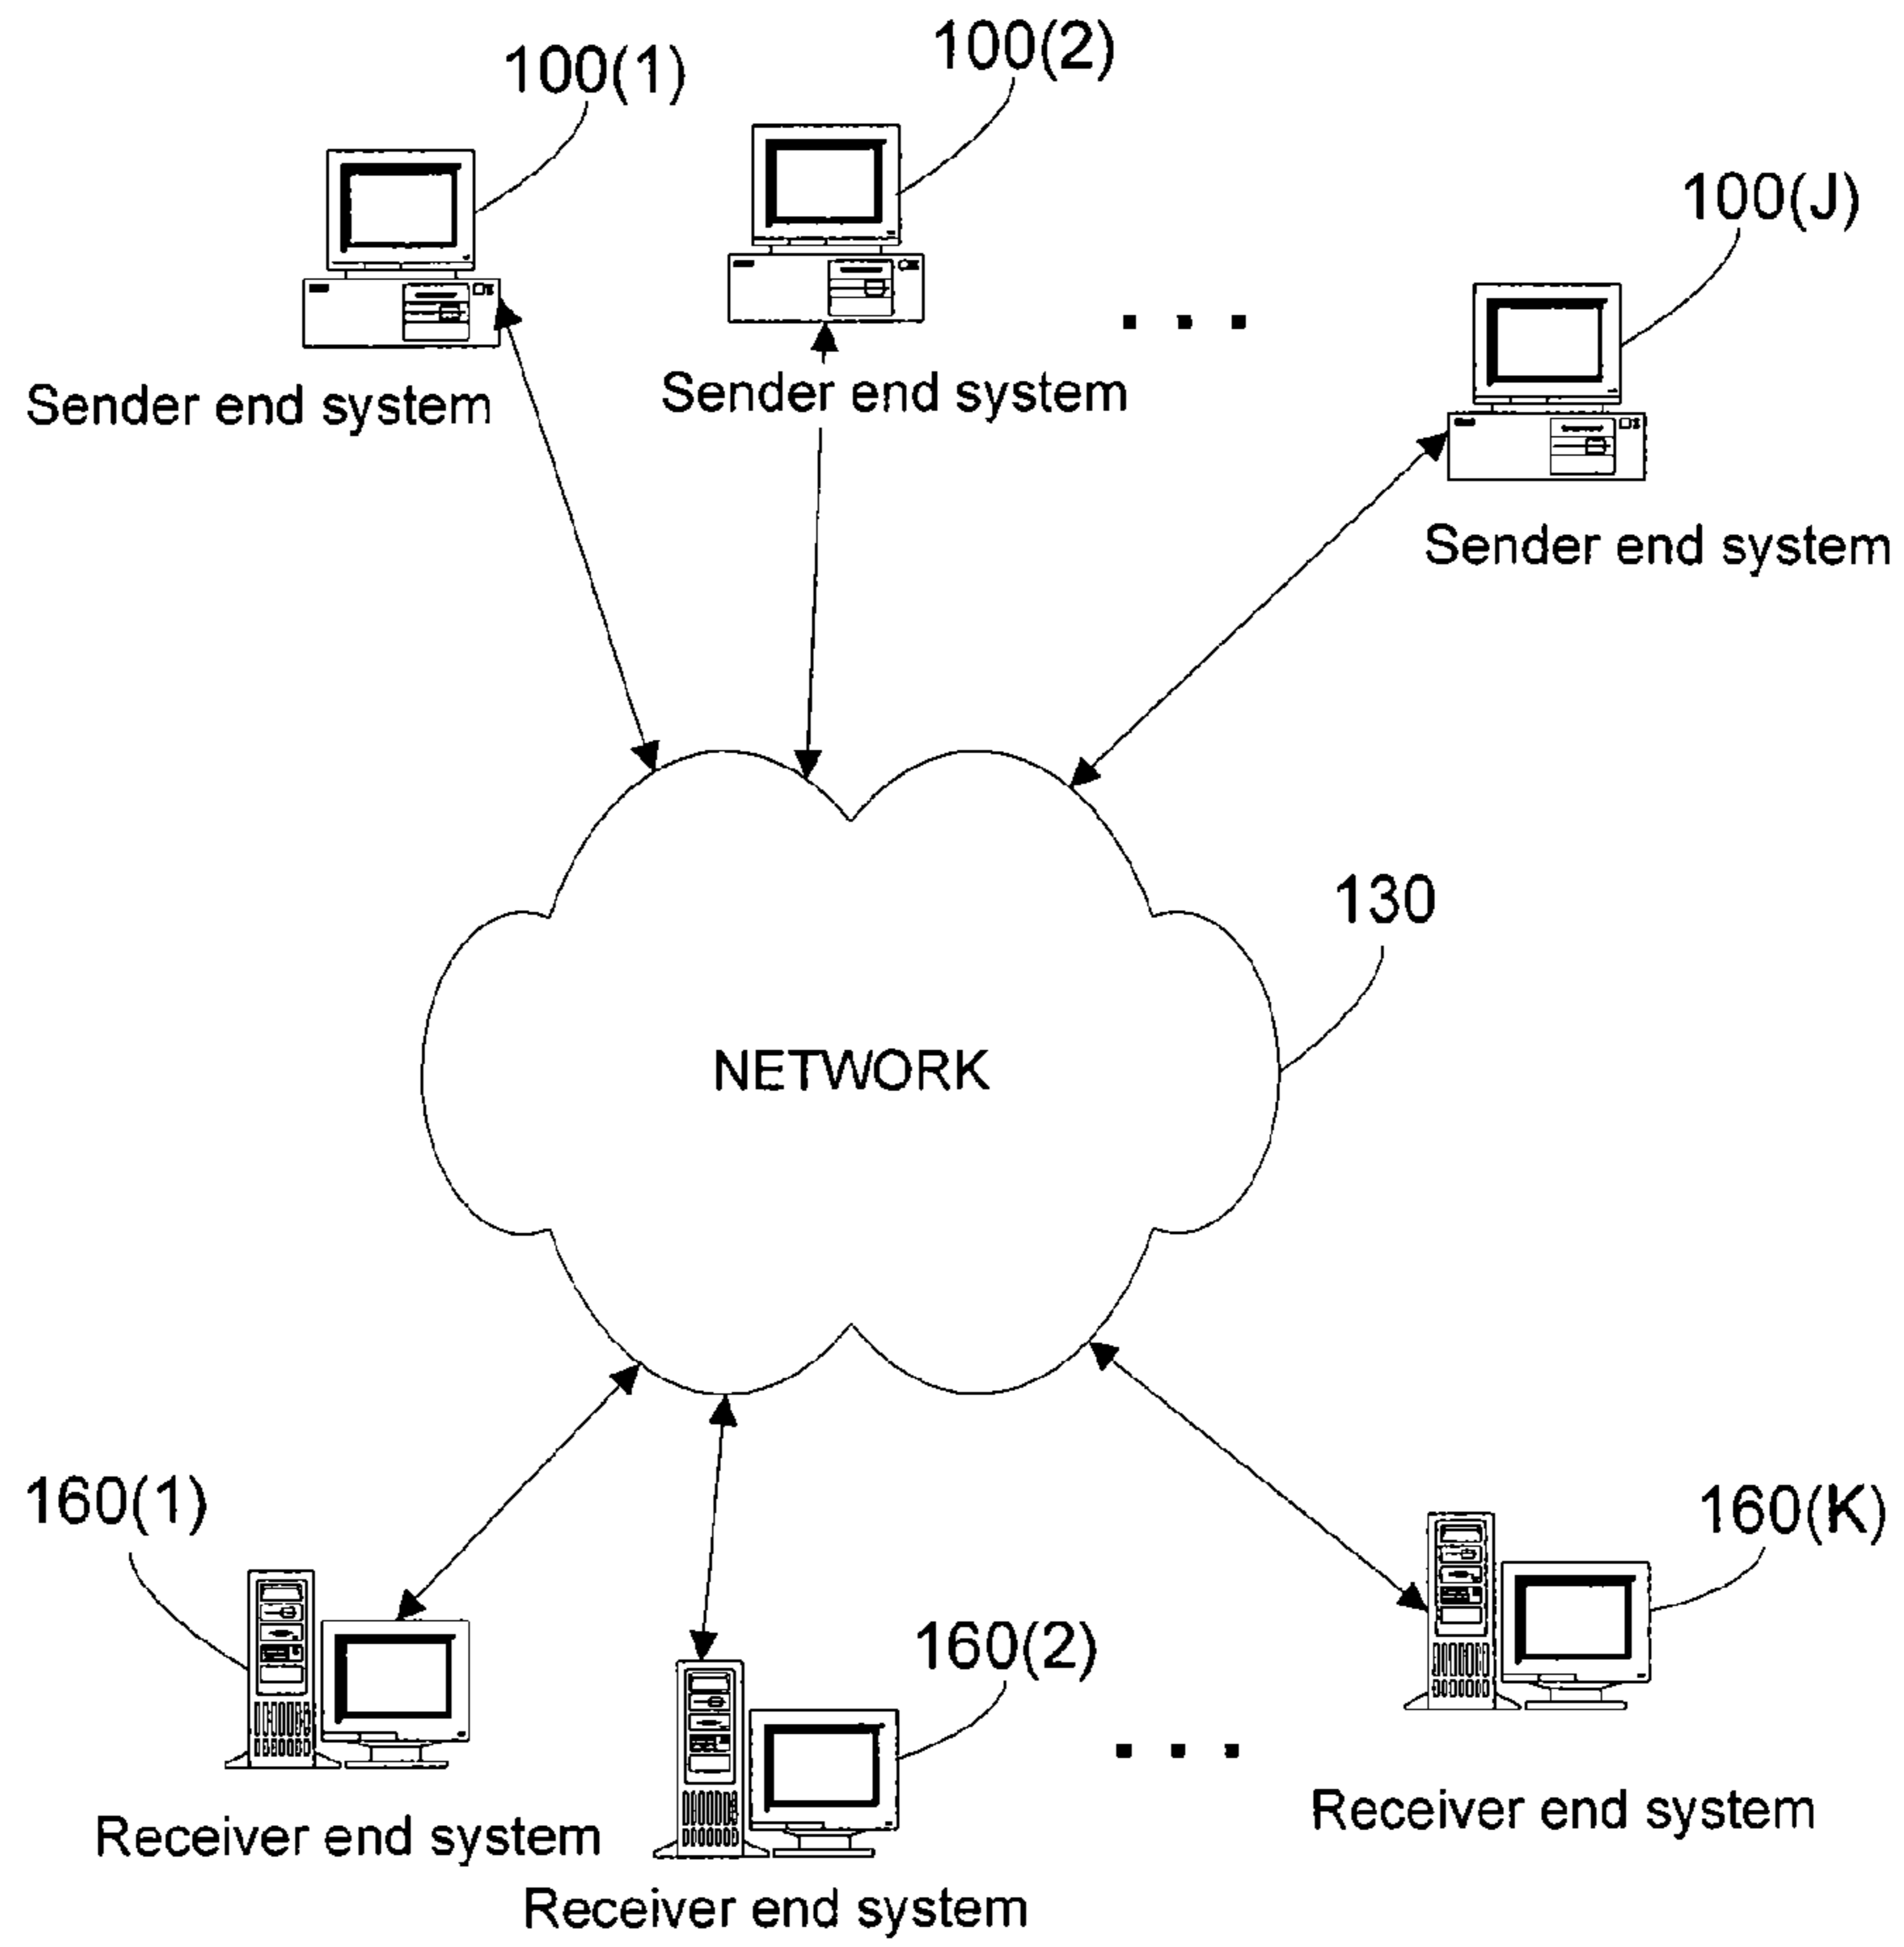 100(1)
100(2)
100(J)
Sender end system
Sender end system
Sender end system
130
NETWORK
160(1)
160(2)
160(K)
Receiver end system
Receiver end system
Receiver end system